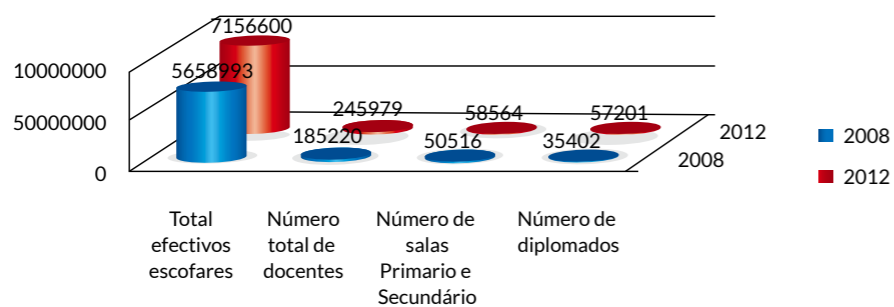 7156600
10000000
5658993
50000000
245979
58564
57201
185220
50516
35402
0
2012
2008
2008
2012
Total
efectivos
escofares
Número
total de
docentes
Número de
salas
Primario e
Secundário
Número de
diplomados